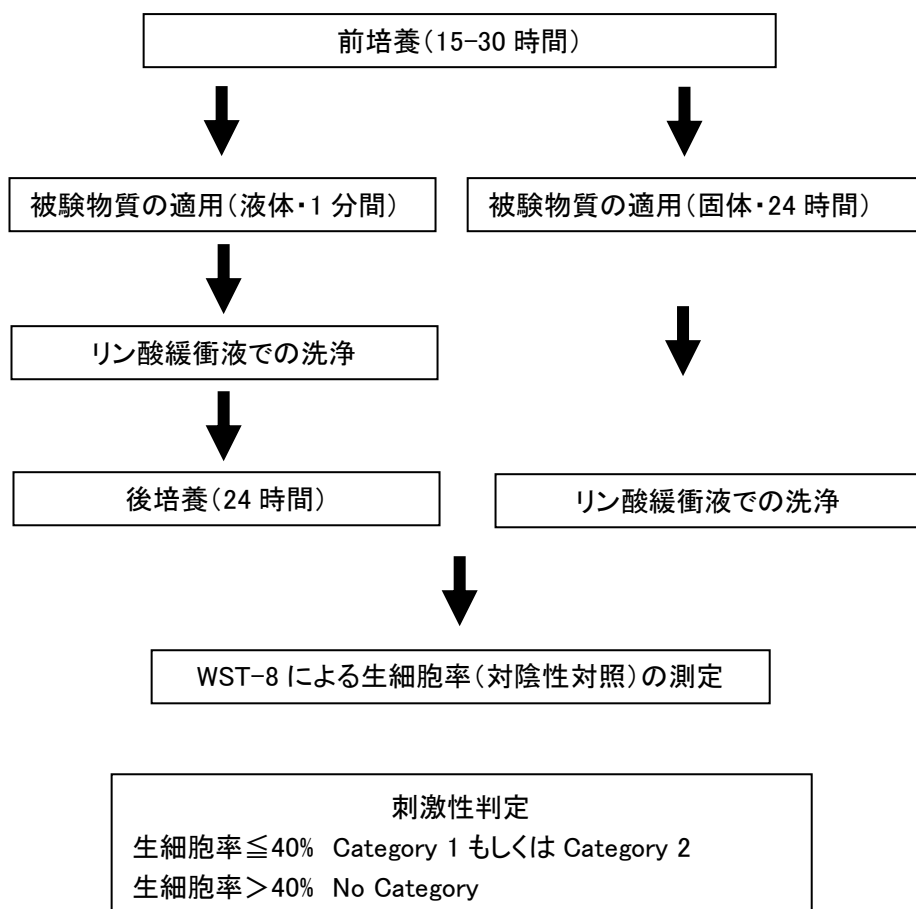 前培養(15-30 時間)
被験物質の適用(液体・1 分間)
被験物質の適用(固体・24 時間)
リン酸緩衝液での洗浄
後培養(24 時間)
リン酸緩衝液での洗浄
WST-8 による生細胞率(対陰性対照)の測定
刺激性判定
生細胞率≦40% Category 1 もしくは Category 2
生細胞率>40% No Category